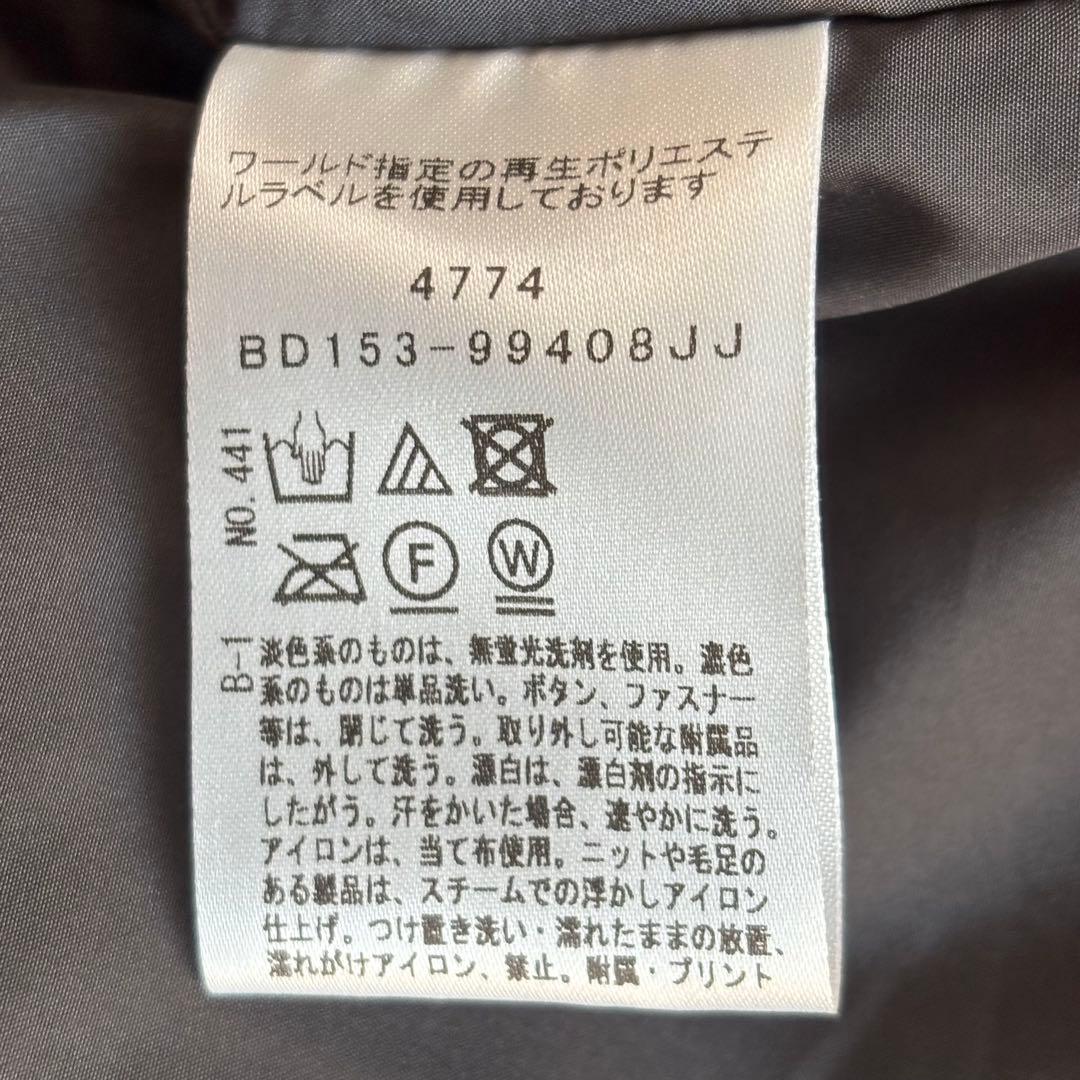 ワールド指定の再生ポリエステ
ルラベルを使用しております
4774
BD153-99408JJ
NO.441
F
W
B-1
淡色系のものは、無蛍光洗剤を使用。濃色
系のものは単品洗い。ボタン、ファスナー
等は、閉じて洗う。取り外し可能な附属品
は、外して洗う。漂白は、漂白剤の指示に
したがう。汗をかいた場合、速やかに洗う。
アイロンは、当て布使用。ニットや毛足の
ある製品は、スチームでの浮かしアイロン
仕上げ。つけ置き洗い・濡れたままの放置、
濡れがけアイロン、禁止。附属・プリント